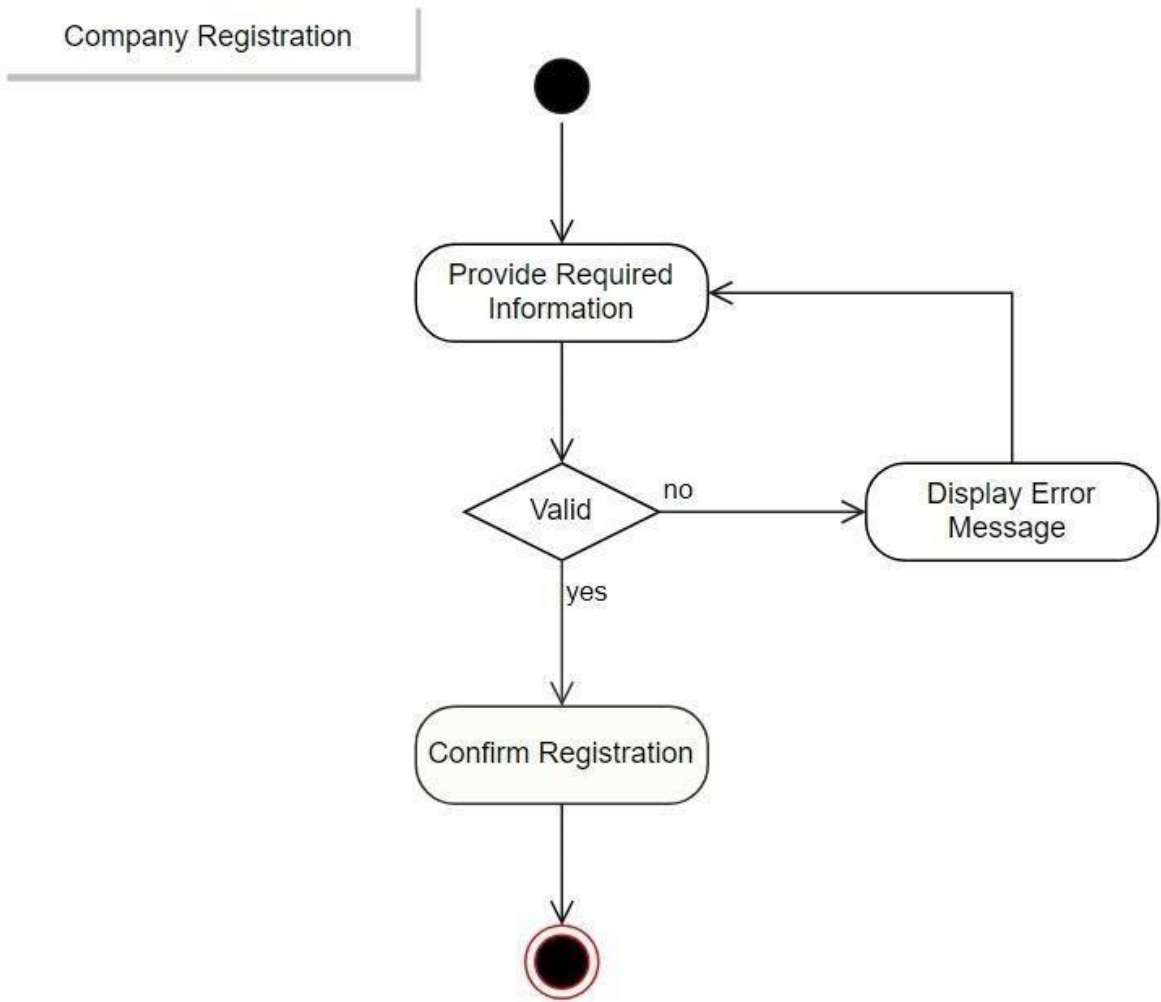 Company Registration
Provide Required
Information
Valid
no
Display Error
Message
yes
Confirm Registration